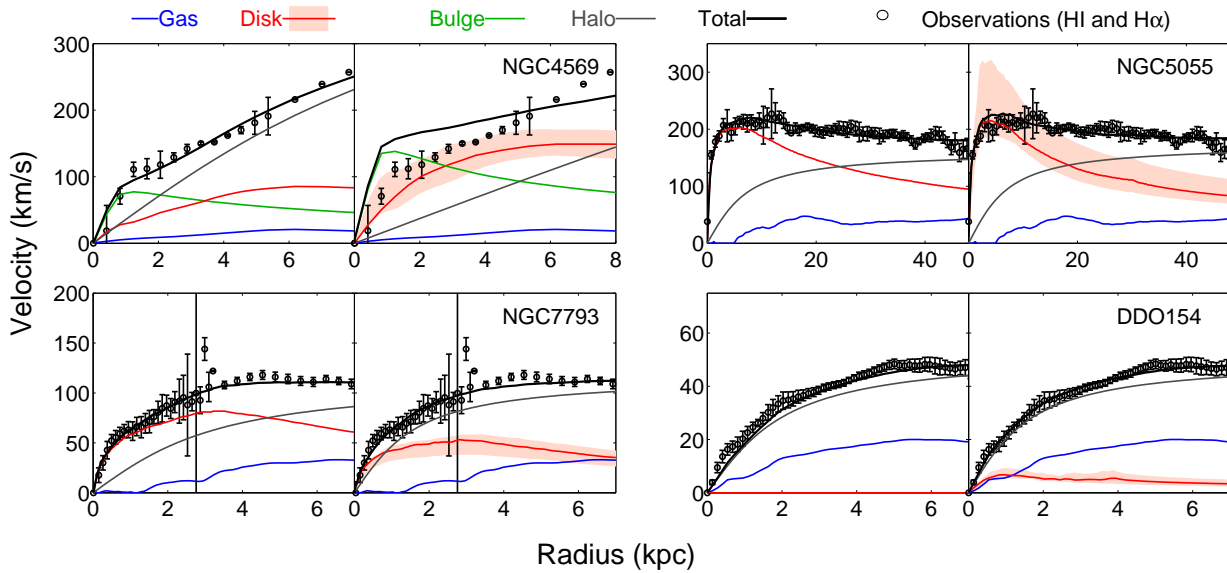 Gas Disk Bulge Halo Total Observations (HI and Hα)
300
200
100
0
0 2 4 6
NGC4569
0 2 4 6 8
300
200
100
0
0 20 40
NGC5055
0 20 40
Velocity (km/s)
200
150
100
50
0
0 2 4 6
NGC7793
0 2 4 6 8
60
40
20
0
0 2 4 6
DDO154
0 2 4 6
Radius (kpc)